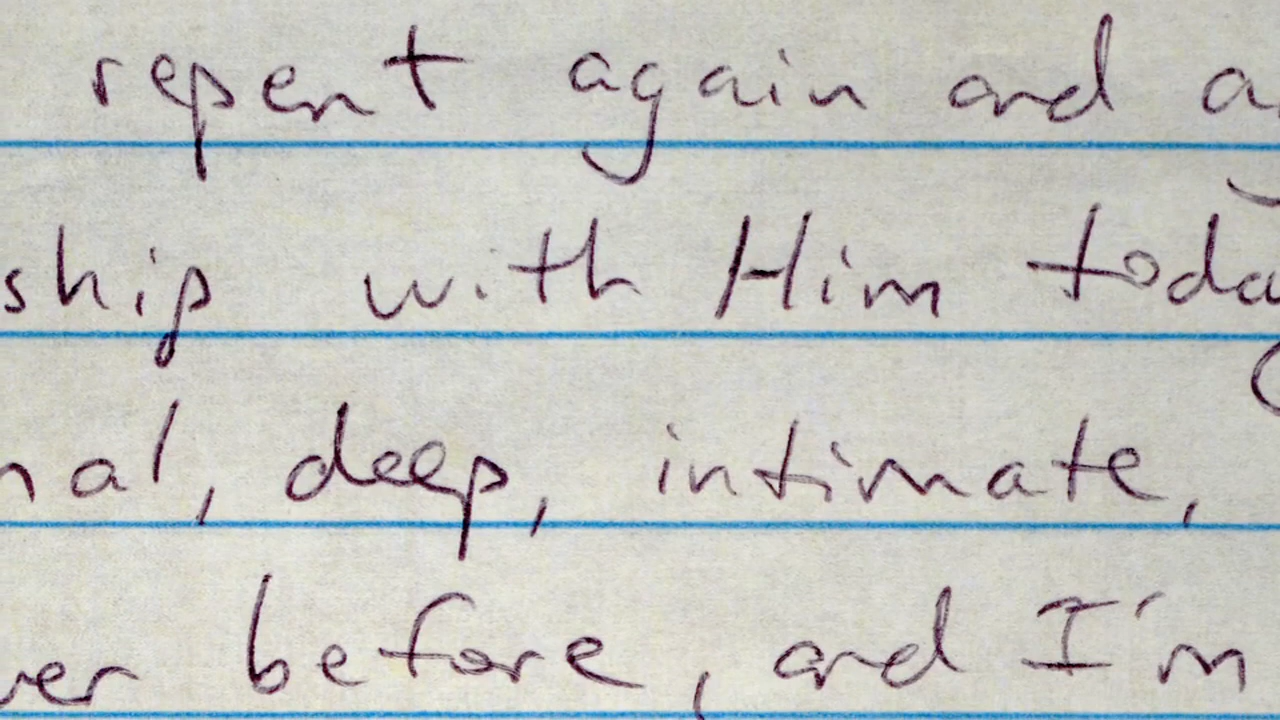 repent again and
ship with Him today
nal, deep, intimate,
ver before, and I'm